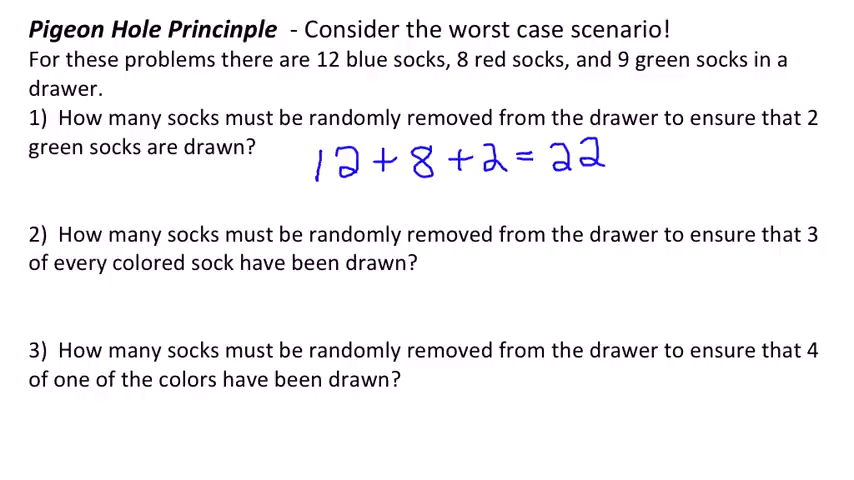 Pigeon Hole Princinple - Consider the worst case scenario!
For these problems there are 12 blue socks, 8 red socks, and 9 green socks in a
drawer.
1) How many socks must be randomly removed from the drawer to ensure that 2
green socks are drawn?
12 + 8 + 2 = 22
2) How many socks must be randomly removed from the drawer to ensure that 3
of every colored sock have been drawn?
3) How many socks must be randomly removed from the drawer to ensure that 4
of one of the colors have been drawn?